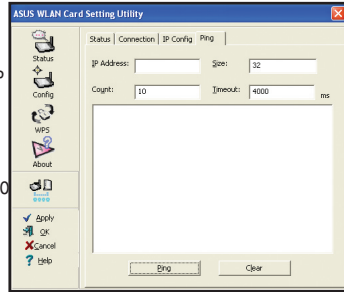 ASUS WLAN Card Setting Utility
Status
Config
WPS
About
Apply
OK
Cancel
Help
Status Connection IP Config Ping
IP Address: Size: 32
Count: 10 Timeout: 4000 ms
Ping Clear